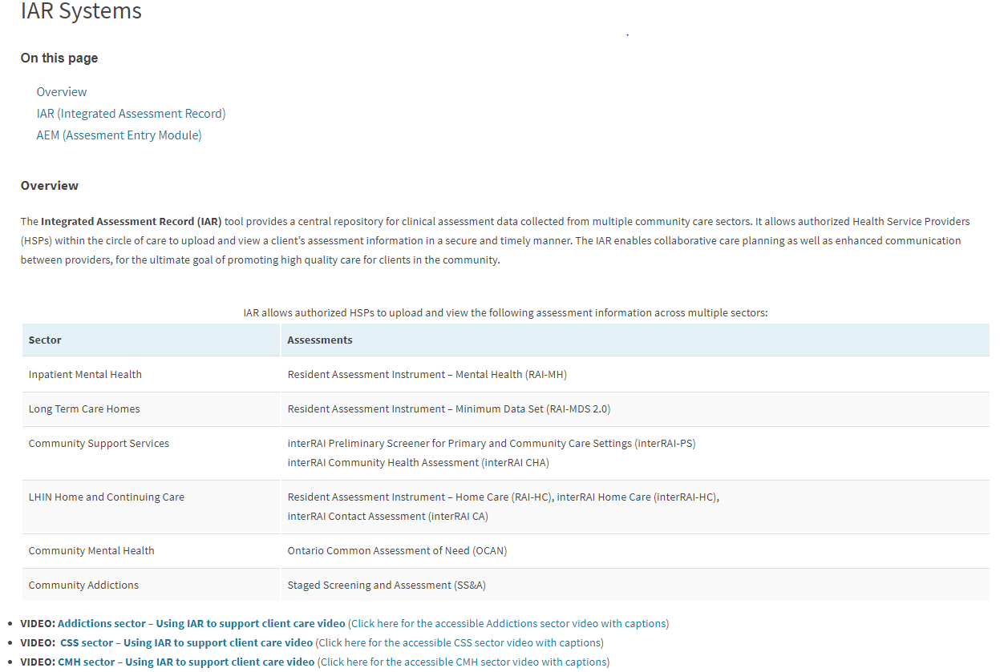 IAR Systems
On this page
Overview
IAR (Integrated Assessment Record)
AEM (Assesment Entry Module)
Overview
The Integrated Assessment Record (IAR) tool provides a central repository for clinical assessment data collected from multiple community care sectors. It allows authorized Health Service Providers
(HSPs) within the circle of care to upload and view a client's assessment information in a secure and timely manner. The IAR enables collaborative care planning as well as enhanced communication
between providers, for the ultimate goal of promoting high quality care for clients in the community.
IAR allows authorized HSPs to upload and view the following assessment information across multiple sectors:
Sector Assessments
Inpatient Mental Health Resident Assessment Instrument – Mental Health (RAI-MH)
Long Term Care Homes Resident Assessment Instrument – Minimum Data Set (RAI-MDS 2.0)
Community Support Services interRAI Preliminary Screener for Primary and Community Care Settings (interRAI-PS)
interRAI Community Health Assessment (interRAI CHA)
LHIN Home and Continuing Care Resident Assessment Instrument – Home Care (RAI-HC), interRAI Home Care (interRAI-HC),
interRAI Contact Assessment (interRAI CA)
Community Mental Health Ontario Common Assessment of Need (OCAN)
Community Addictions Staged Screening and Assessment (SS&A)
• VIDEO: Addictions sector – Using IAR to support client care video (Click here for the accessible Addictions sector video with captions)
• VIDEO: CSS sector – Using IAR to support client care video (Click here for the accessible CSS sector video with captions)
• VIDEO: CMH sector – Using IAR to support client care video (Click here for the accessible CMH sector video with captions)